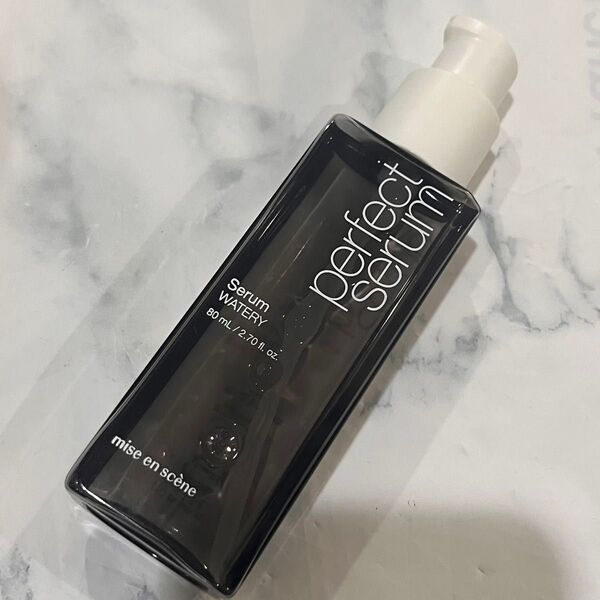 perfect
serum
Serum
WATERY
80 mL / 2.70 fl. oz.
mise en scène